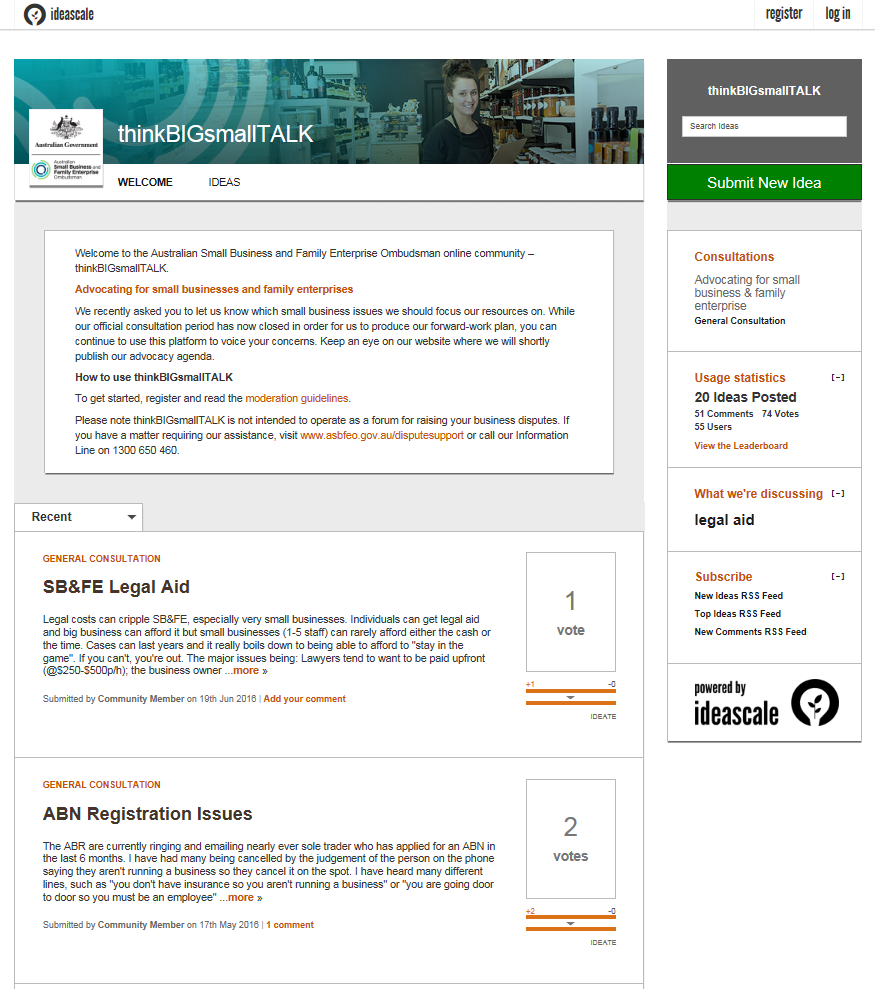 ideascale
register
log in
Australian Government
Australian
Small Business and
Family Enterprise
Ombudsman
thinkBIGsmallTALK
WELCOME
IDEAS
Welcome to the Australian Small Business and Family Enterprise Ombudsman online community –
thinkBIGsmallTALK.
Advocating for small businesses and family enterprises
We recently asked you to let us know which small business issues we should focus our resources on. While
our official consultation period has now closed in order for us to produce our forward-work plan, you can
continue to use this platform to voice your concerns. Keep an eye on our website where we will shortly
publish our advocacy agenda.
How to use thinkBIGsmallTALK
To get started, register and read the moderation guidelines.
Please note thinkBIGsmallTALK is not intended to operate as a forum for raising your business disputes. If
you have a matter requiring our assistance, visit www.asbfeo.gov.au/disputesupport or call our Information
Line on 1300 650 460.
Recent
GENERAL CONSULTATION
SB&FE Legal Aid
Legal costs can cripple SB&FE, especially very small businesses. Individuals can get legal aid
and big business can afford it but small businesses (1-5 staff) can rarely afford either the cash or
the time. Cases can last years and it really boils down to being able to afford to "stay in the
game". If you can't, you're out. The major issues being: Lawyers tend to want to be paid upfront
(@$250-$500p/h); the business owner ...more »
Submitted by Community Member on 19th Jun 2016 | Add your comment
1
vote
+1 -0
IDEATE
GENERAL CONSULTATION
ABN Registration Issues
The ABR are currently ringing and emailing nearly ever sole trader who has applied for an ABN in
the last 6 months. I have had many being cancelled by the judgement of the person on the phone
saying they aren't running a business so they cancel it on the spot. I have heard many different
lines, such as "you don't have insurance so you aren't running a business" or "you are going door
to door so you must be an employee" ...more »
Submitted by Community Member on 17th May 2016 | 1 comment
2
votes
+2 -0
IDEATE
thinkBIGsmallTALK
Search Ideas
Submit New Idea
Consultations
Advocating for small
business & family
enterprise
General Consultation
Usage statistics [-]
20 Ideas Posted
51 Comments 74 Votes
55 Users
View the Leaderboard
What we're discussing [-]
legal aid
Subscribe [-]
New Ideas RSS Feed
Top Ideas RSS Feed
New Comments RSS Feed
powered by
ideascale